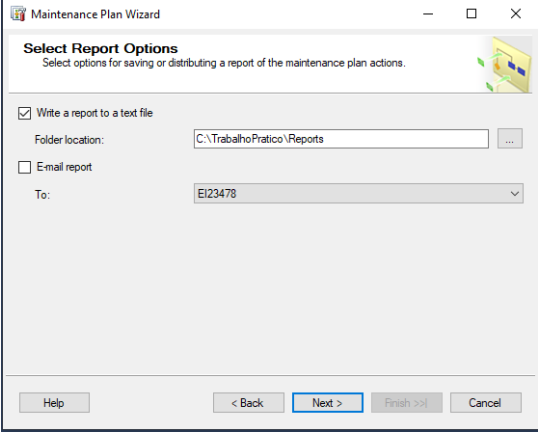 Maintenance Plan Wizard
Select Report Options
Select options for saving or distributing a report of the maintenance plan actions.
Write a report to a text file
Folder location:
C:\TrabalhoPratico\Reports
...
E-mail report
To:
EI23478
Help
< Back
Next >
Finish >>|
Cancel